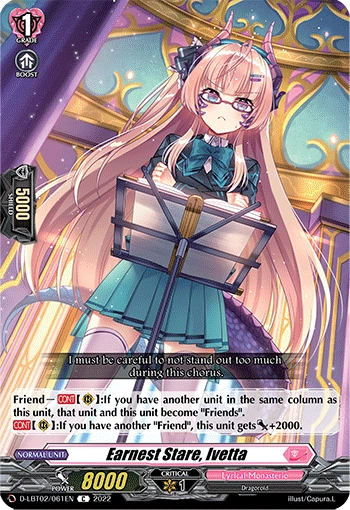 1
GRADE
BOOST
5000
SHIELD
I must be careful to not stand out too much
during this chorus.
Friend— CONT【】:If you have another unit in the same column as
this unit, that unit and this unit become "Friends".
CONT【】:If you have another "Friend", this unit gets +2000.
NORMAL UNIT
Earnest Stare, Ivetta
POWER 8000
CRITICAL
1
Lyrical Monasterio
Dragoroid
D-LBT02/061EN C 2022
illust/Capura.L